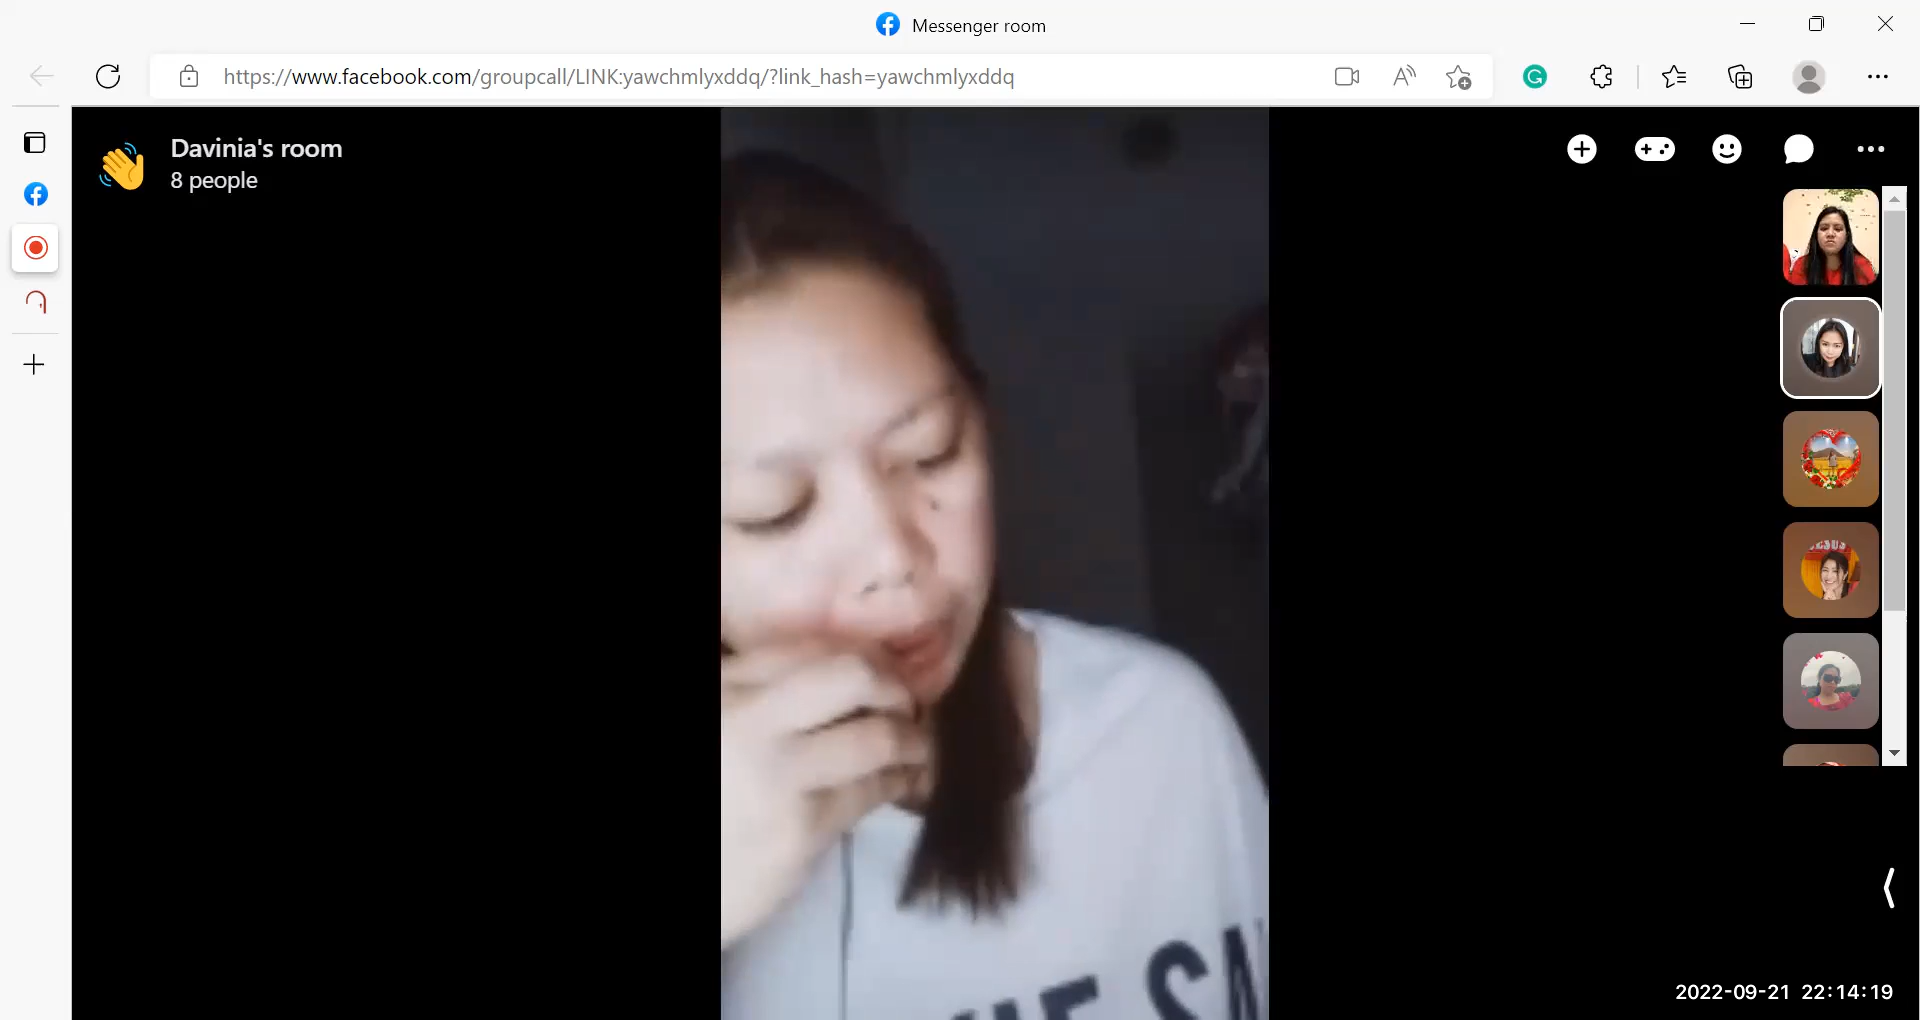 Messenger room
https://www.facebook.com/groupcall/LINK:yawchmlyxddq/?link_hash=yawchmlyxddq
Davinia's room
8 people
JESUS
2022-09-21 22:14:19